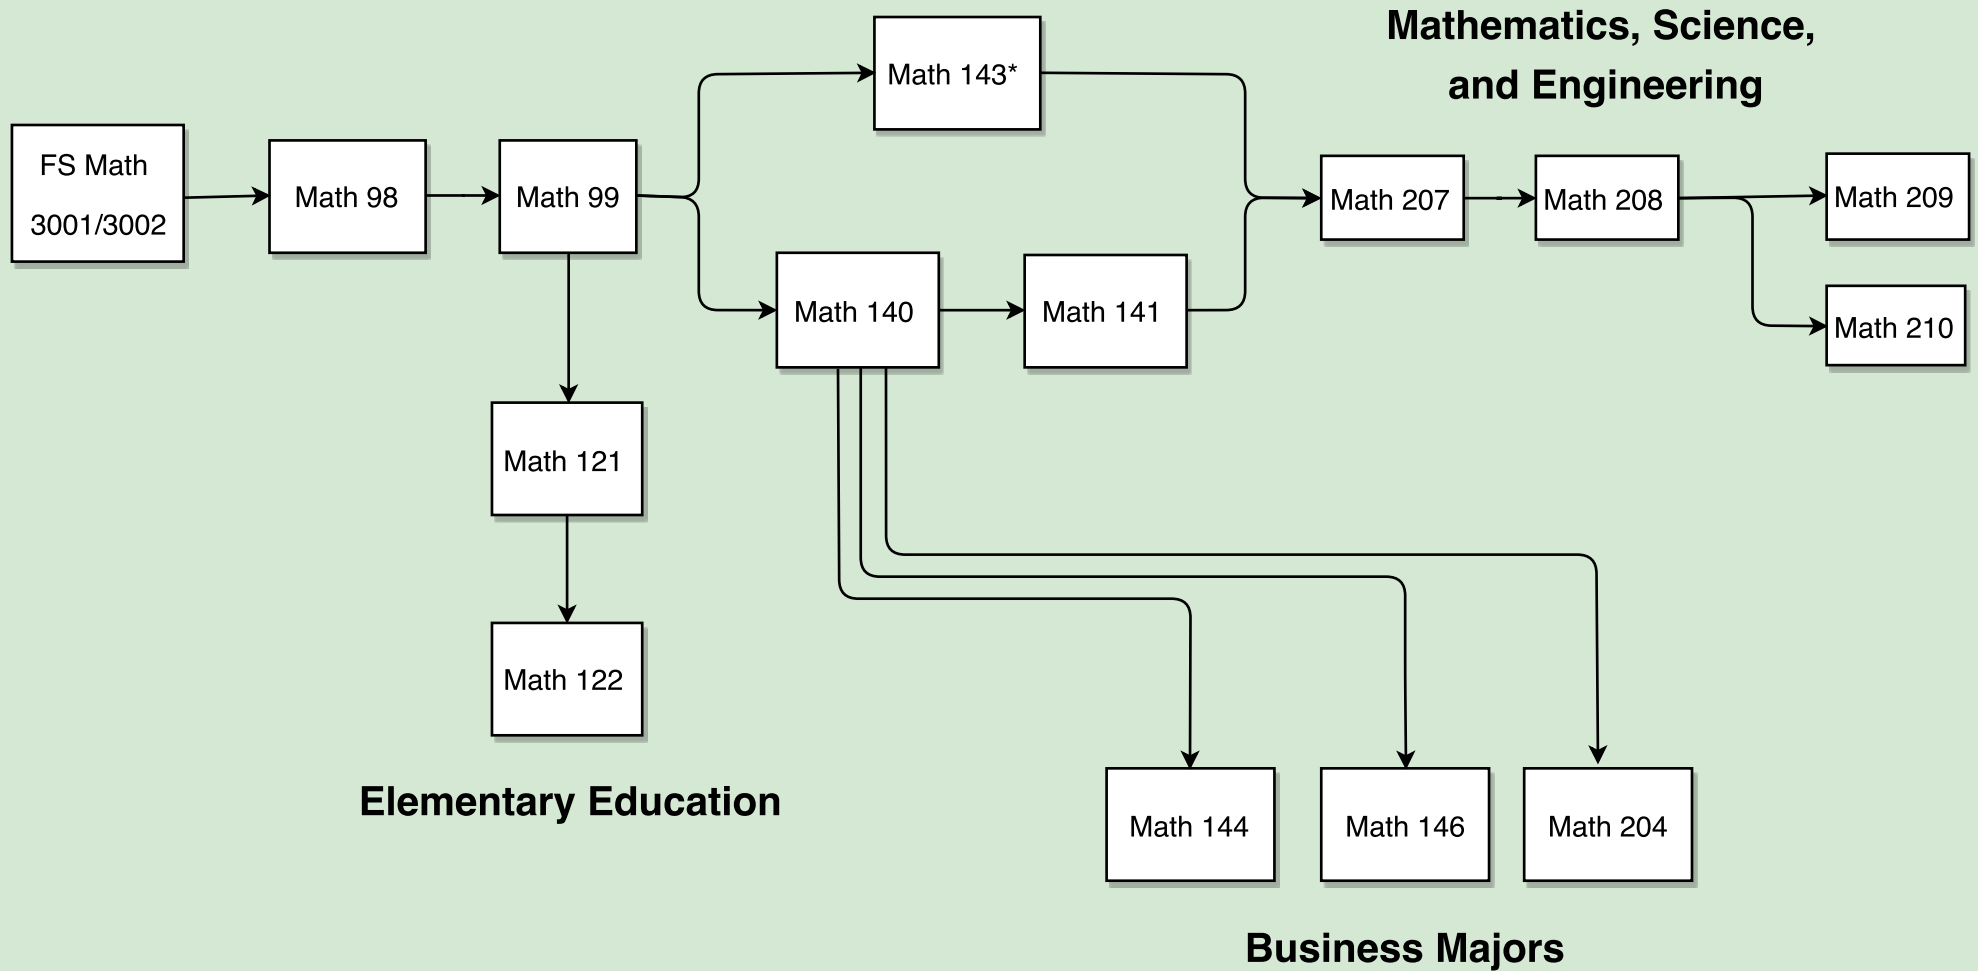 Mathematics, Science,
and Engineering
Math 143*
FS Math
3001/3002
Math 98
Math 99
Math 207
Math 208
Math 209
Math 140
Math 141
Math 210
Math 121
Math 122
Elementary Education
Math 144
Math 146
Math 204
Business Majors